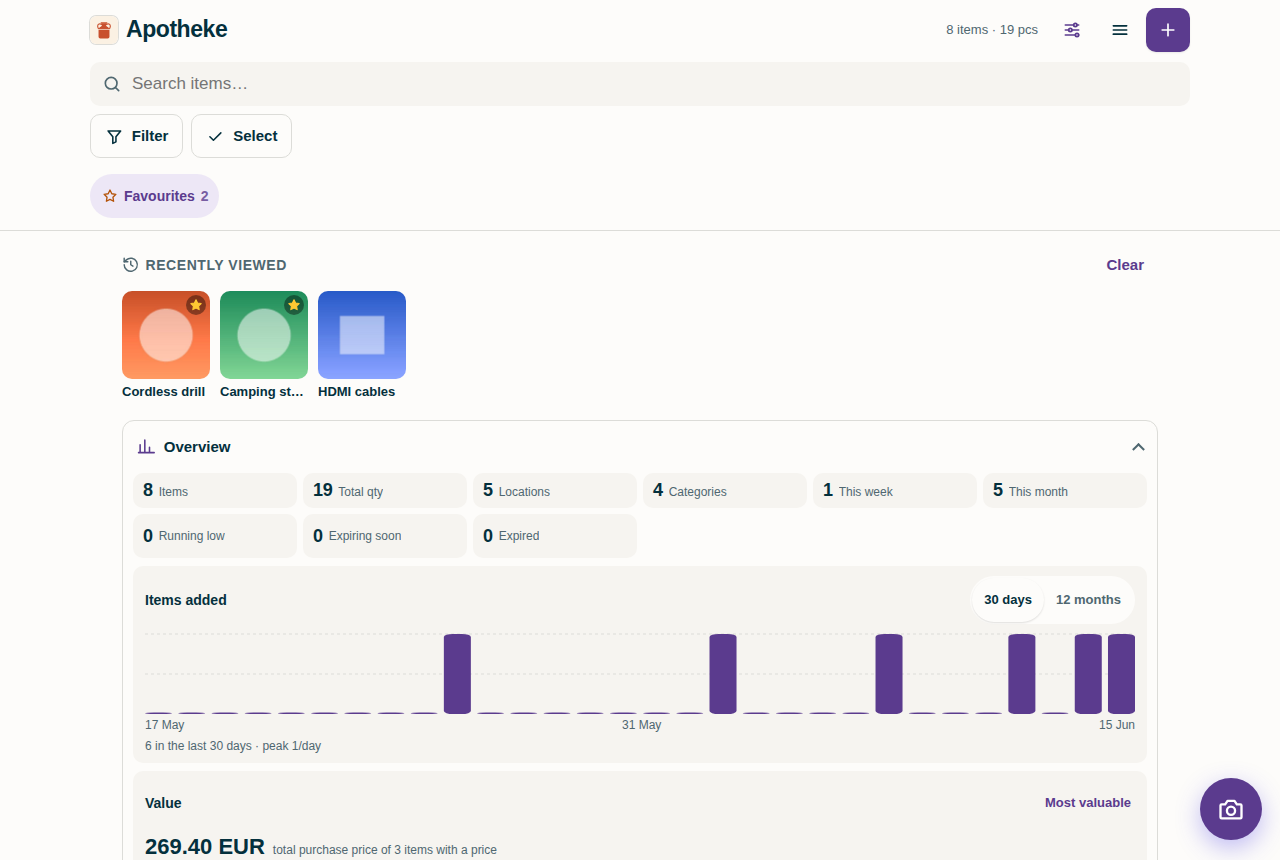 Apotheke
8 items · 19 pcs
Search items…
Filter
Select
Favourites 2
RECENTLY VIEWED
Clear
Cordless drill
Camping st…
HDMI cables
Overview
8 Items
19 Total qty
5 Locations
4 Categories
1 This week
5 This month
0 Running low
0 Expiring soon
0 Expired
Items added
30 days
12 months
17 May
31 May
15 Jun
6 in the last 30 days · peak 1/day
Value
Most valuable
269.40 EUR total purchase price of 3 items with a price